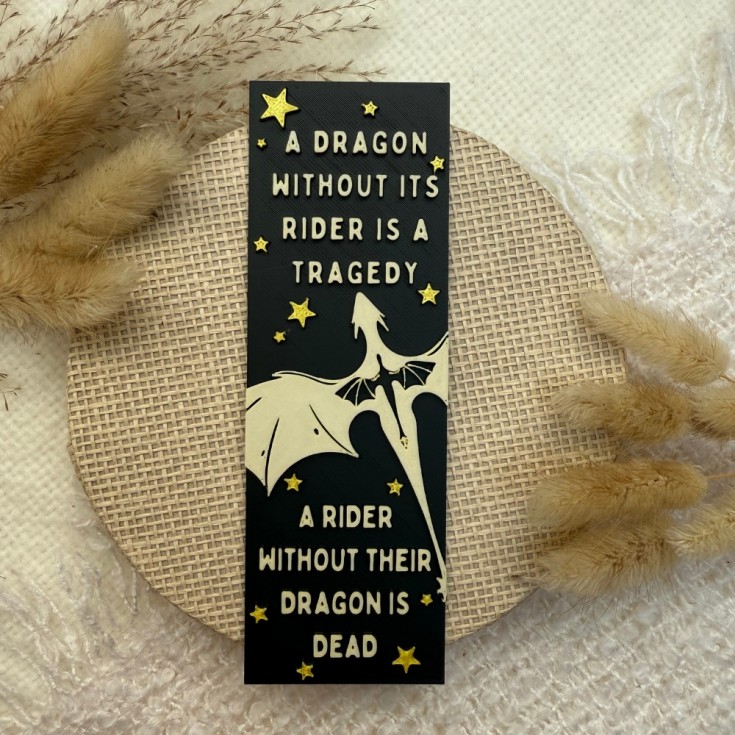 A DRAGON
WITHOUT ITS
RIDER IS A
TRAGEDY
A RIDER
WITHOUT THEIR
DRAGON IS
DEAD